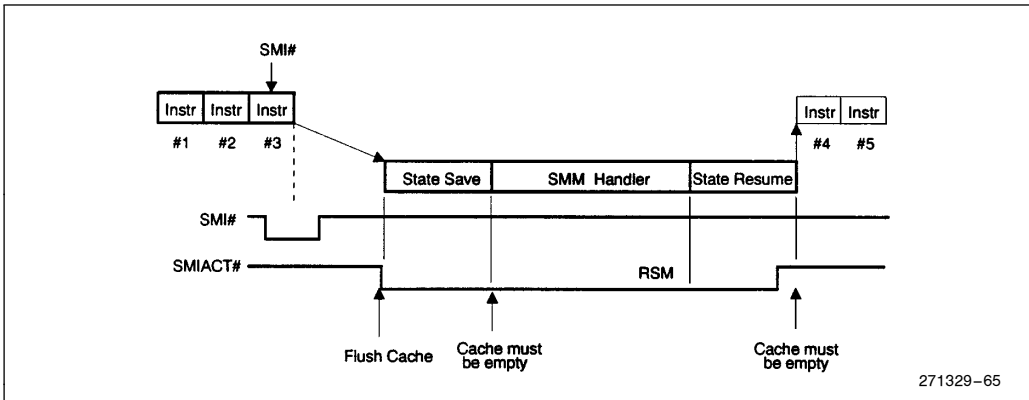 SMI#
Instr Instr Instr
Instr Instr
#1 #2 #3
#4 #5
State Save SMM Handler State Resume
SMI#
SMIACT#
RSM
Flush Cache
Cache must
be empty
Cache must
be empty
271329–65